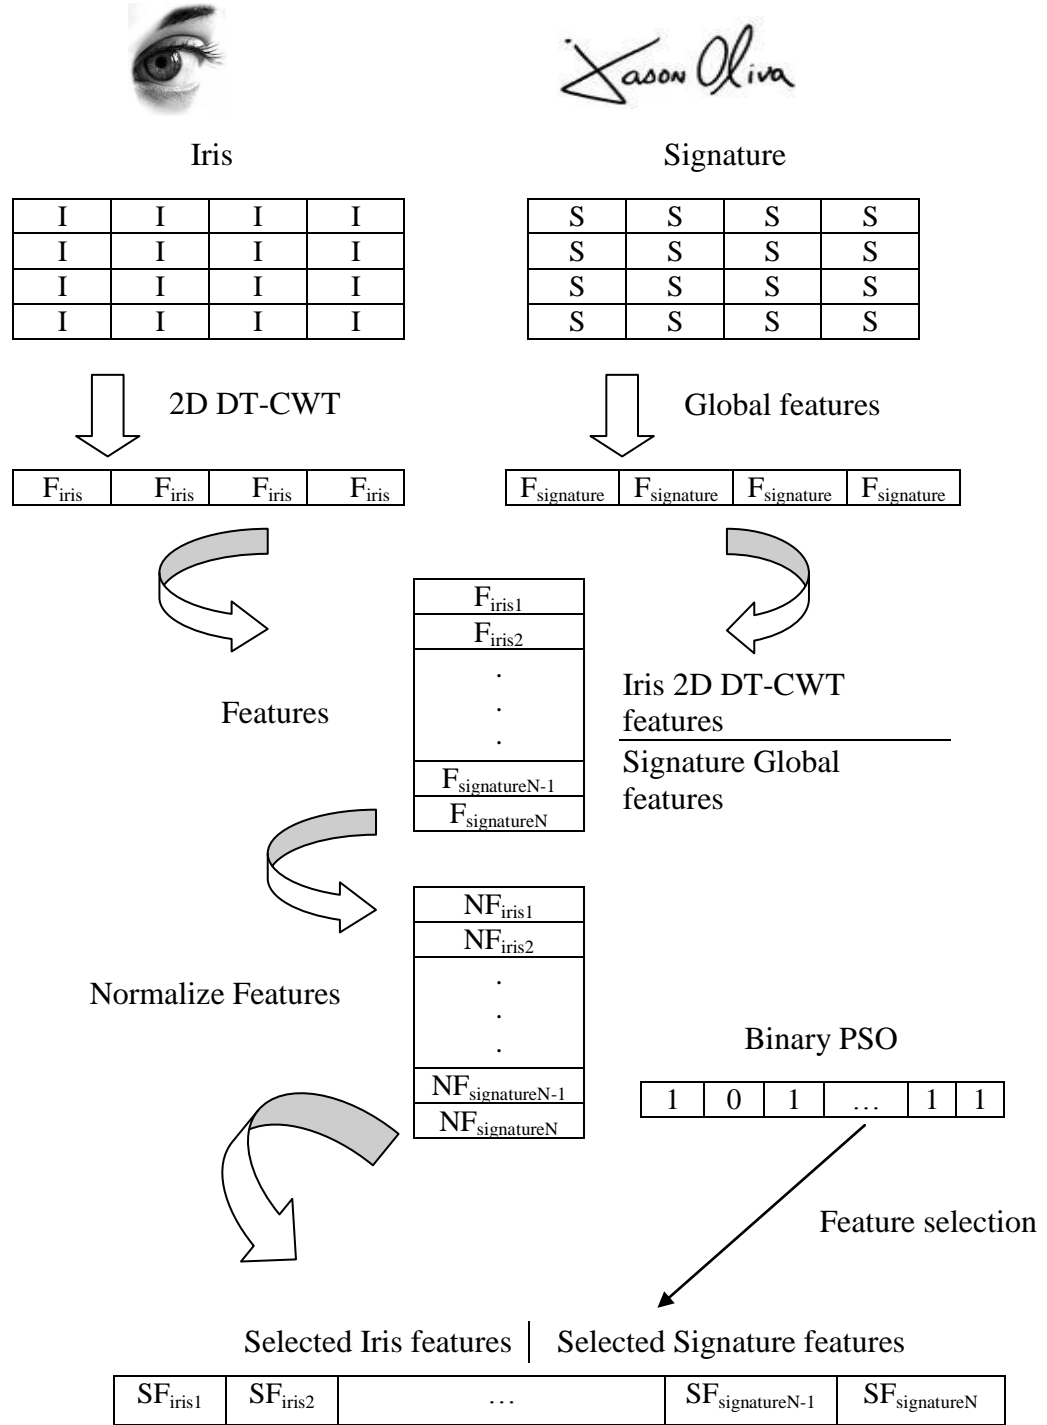 Jason Oliva
Iris Signature
I I I I S S S S
I I I I S S S S
I I I I S S S S
I I I I S S S S
2D DT-CWT Global features
Firis Firis Firis Firis Fsignature Fsignature Fsignature Fsignature
Firis1
Firis2
.
.
.
FsignatureN-1
FsignatureN
Features
Iris 2D DT-CWT
features
Signature Global
features
NFiris1
NFiris2
.
.
.
NFsignatureN-1
NFsignatureN
Normalize Features
Binary PSO
1 0 1 … 1 1
Feature selection
Selected Iris features Selected Signature features
SFiris1 SFiris2 … SFsignatureN-1 SFsignatureN